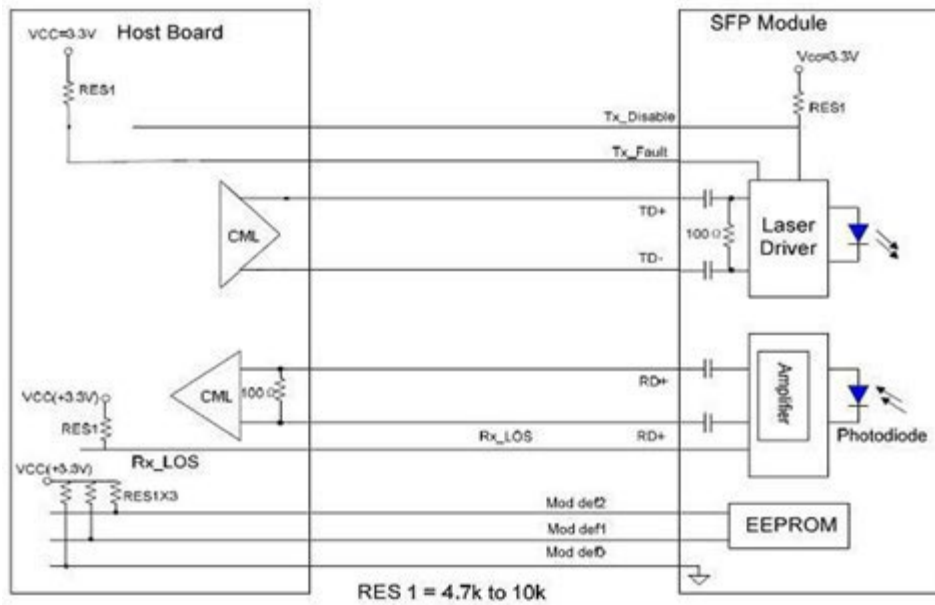 Host Board
SFP Module
VCC=3.3V
Vcc=3.3V
RES1
RES1
Tx_Disable
Tx_Fault
CML
TD+
100Ω
Laser
Driver
TD-
CML
100Ω
RD+
Amplifier
VCC(+3.3V)
RES1
Rx_LOS
RD+
Photodiode
Rx_LOS
VCC(+3.3V)
RES1X3
Mod def2
EEPROM
Mod def1
Mod def0
RES 1 = 4.7k to 10k